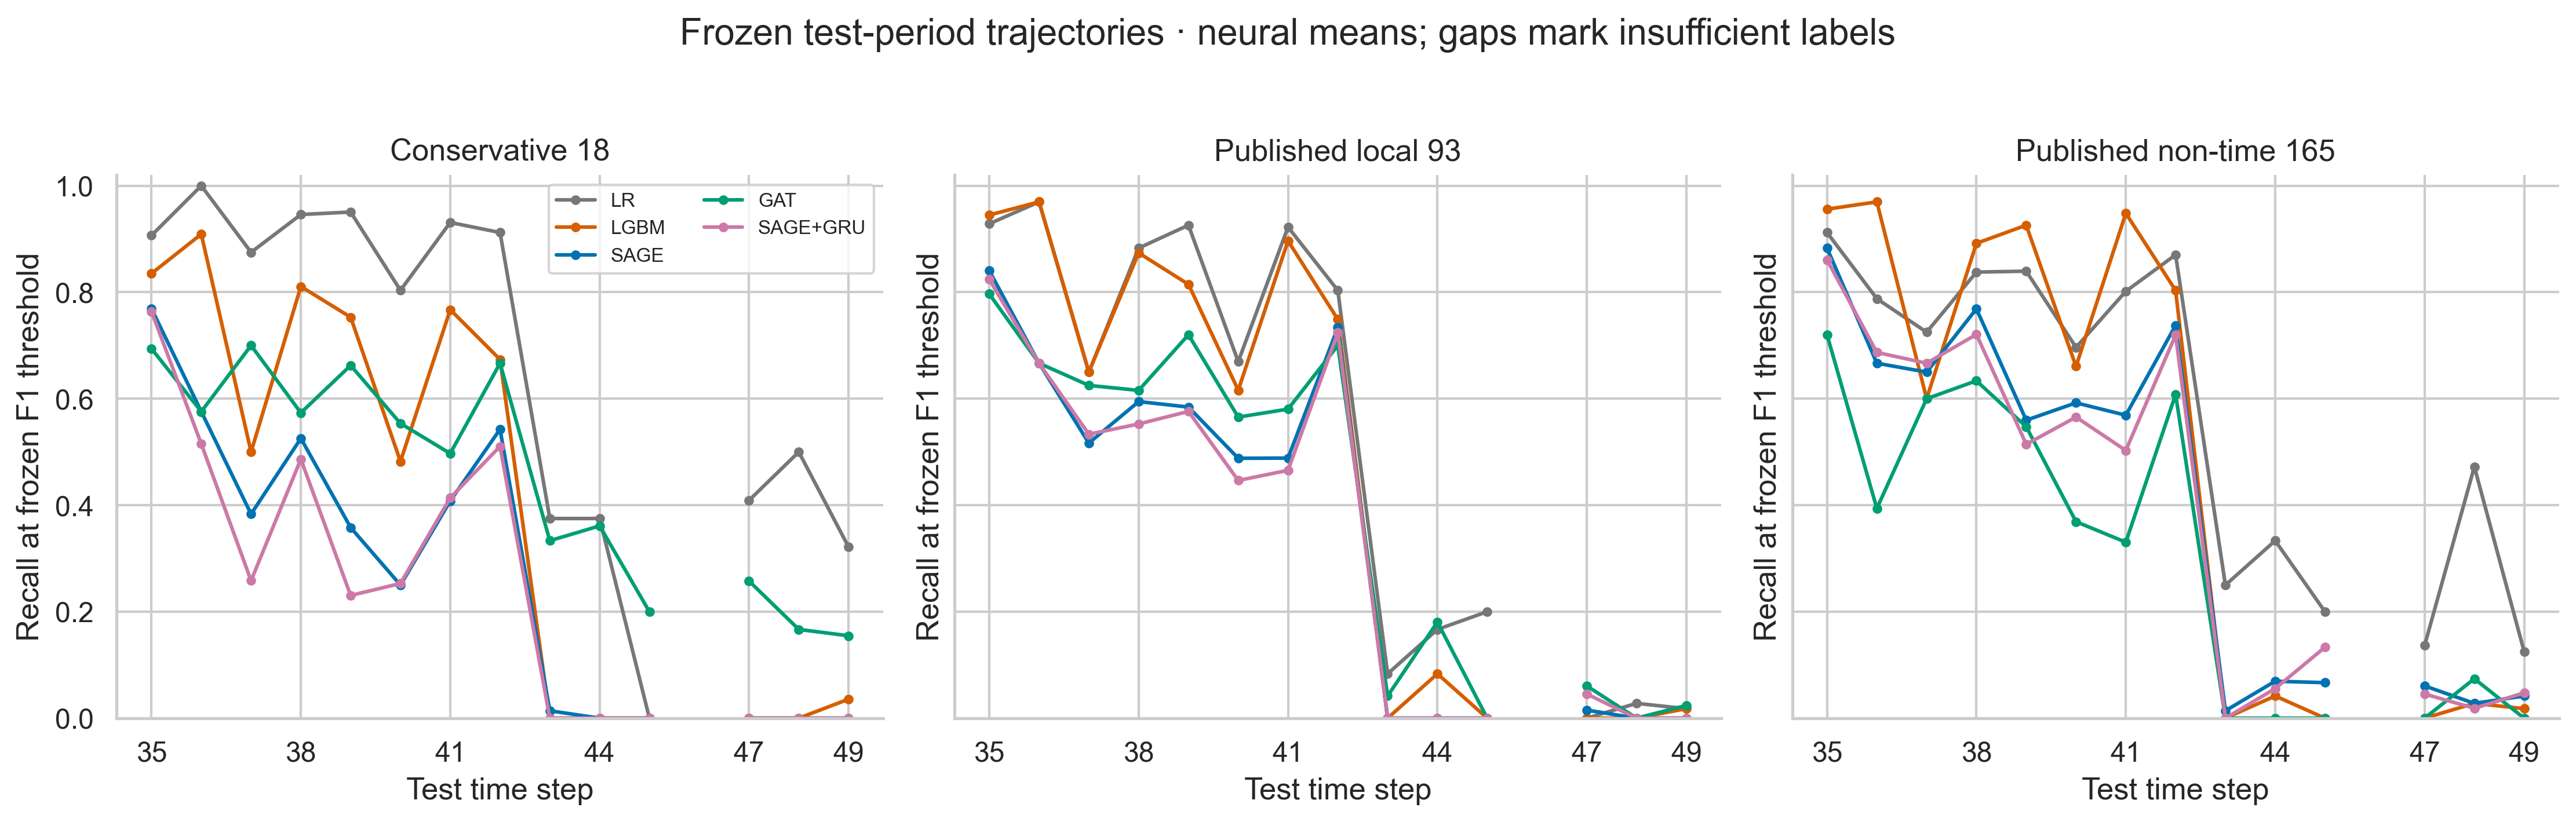 Frozen test-period trajectories · neural means; gaps mark insufficient labels
Conservative 18
Recall at frozen F1 threshold
1.0
0.8
0.6
0.4
0.2
0.0
LR
LGBM
SAGE
GAT
SAGE+GRU
35
38
41
44
47
49
Test time step
Published local 93
Recall at frozen F1 threshold
35
38
41
44
47
49
Test time step
Published non-time 165
Recall at frozen F1 threshold
35
38
41
44
47
49
Test time step